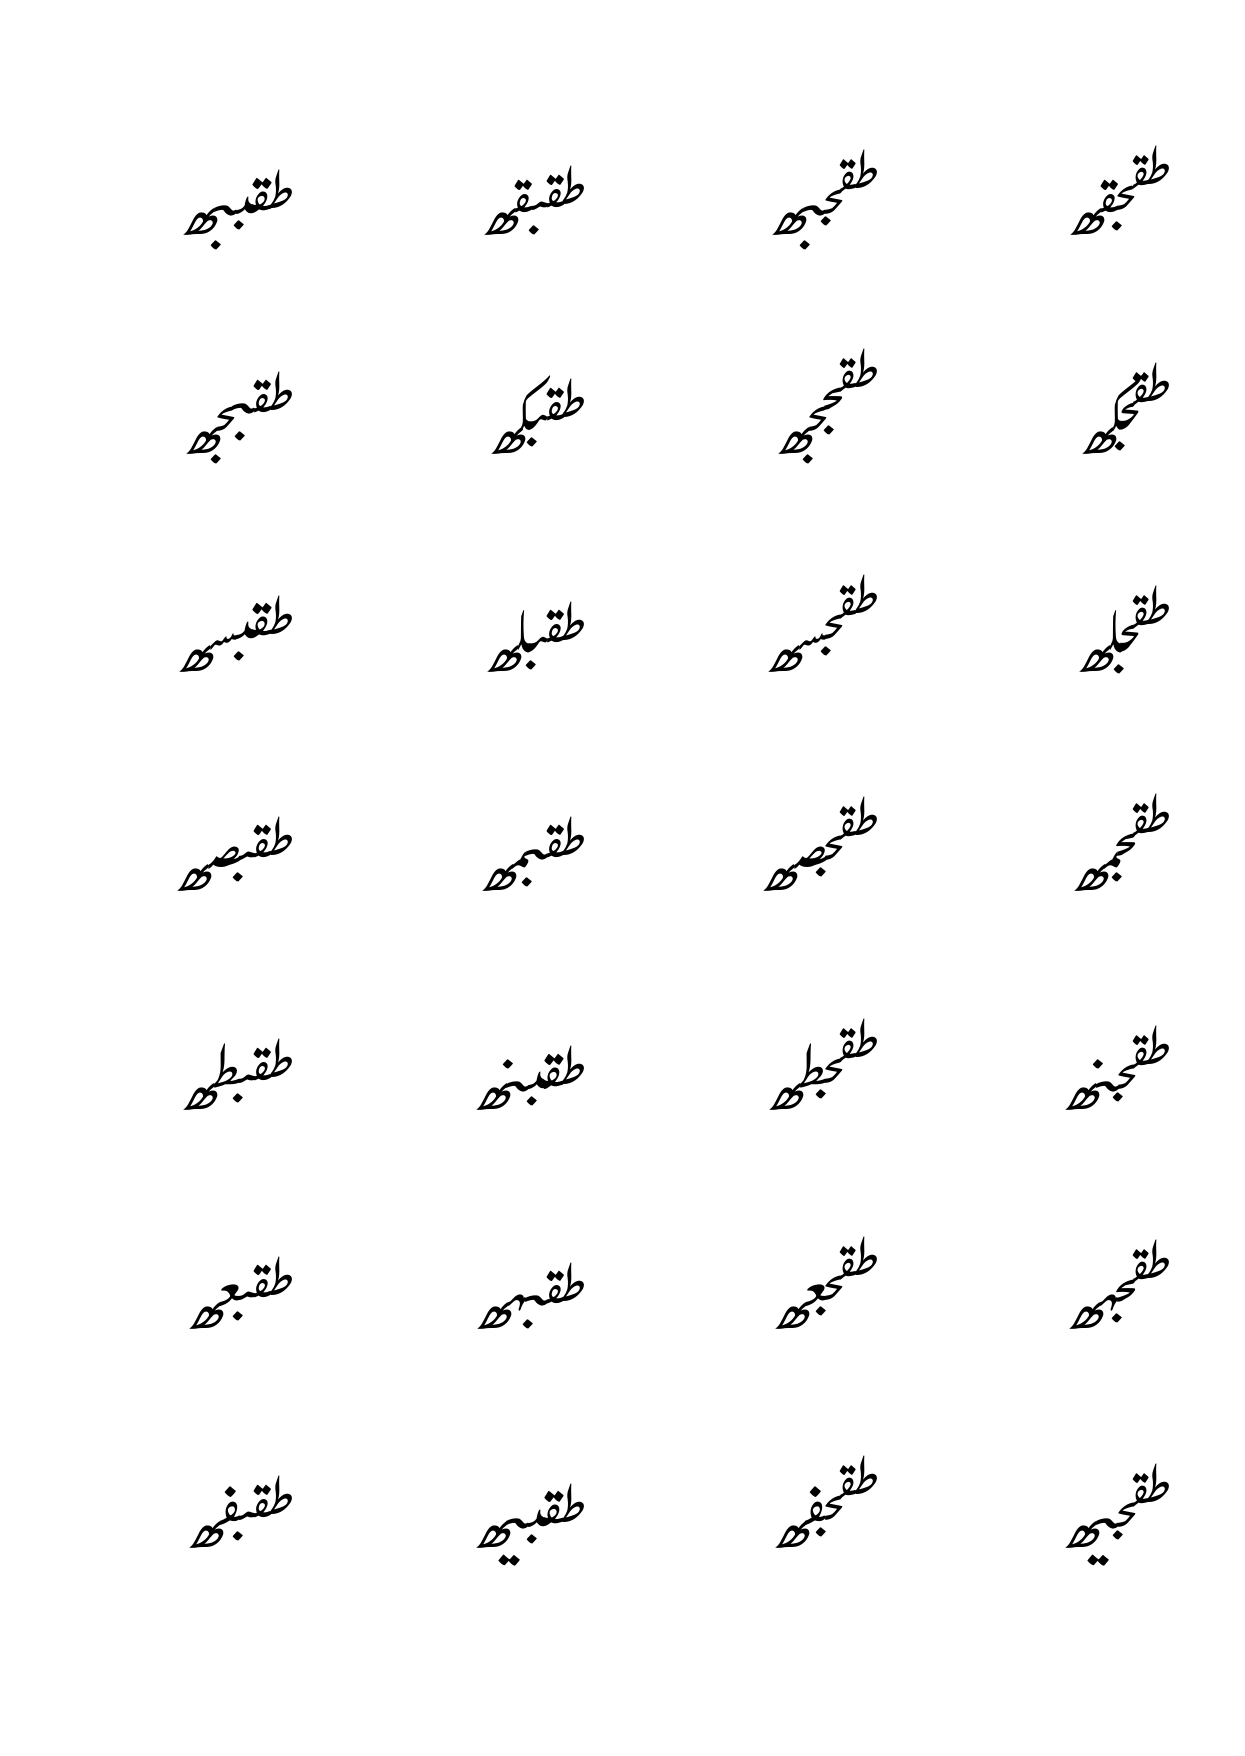 طقجقھ طقجبھ طقبقھ طقببھ
طقجکھ طقججھ طقبکھ طقبجھ
طقجلھ طقجسھ طقبلھ طقبسھ
طقجمھ طقجصھ طقبمھ طقبصھ
طقجنھ طقجطھ طقبنھ طقبطھ
طقجہھ طقجعھ طقبہھ طقبعھ
طقجیھ طقجفھ طقبیھ طقبفھ